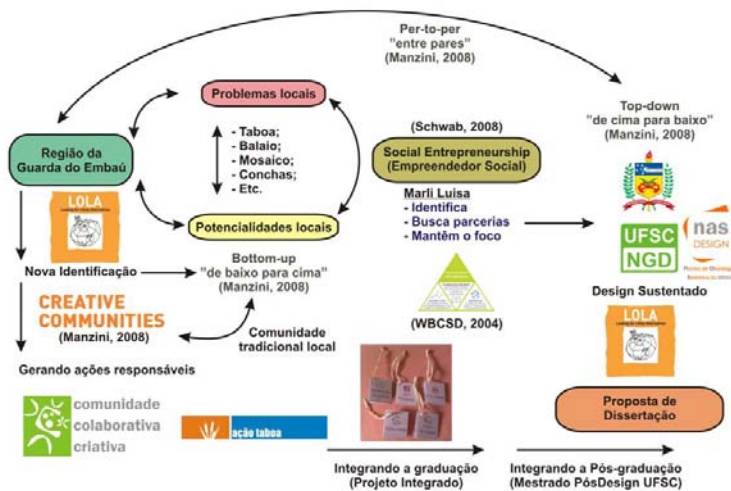 Per-to-per
"entre pares"
(Manzini, 2008)
Problemas locais
- Taboa;
- Balaio;
- Mosaico;
- Conchas;
- Etc.
Região da
Guarda do Embaú
Potencialidades locais
LOLA
Nova Identificação
Bottom-up
"de baixo para cima"
(Manzini, 2008)
CREATIVE
COMMUNITIES
(Manzini, 2008)
Comunidade
tradicional local
Gerando ações responsáveis
comunidade
colaborativa
criativa
ação taboa
(Schwab, 2008)
Social Entrepreneurship
(Empreendedor Social)
Marli Luisa
- Identifica
- Busca parcerias
- Mantêm o foco
(WBCSD, 2004)
Top-down
"de cima para baixo"
(Manzini, 2008)
UFSC
NGD
nas
DESIGN
Design Sustentado
LOLA
Proposta de
Dissertação
Integrando a graduação
(Projeto Integrado)
Integrando a Pós-graduação
(Mestrado PósDesign UFSC)